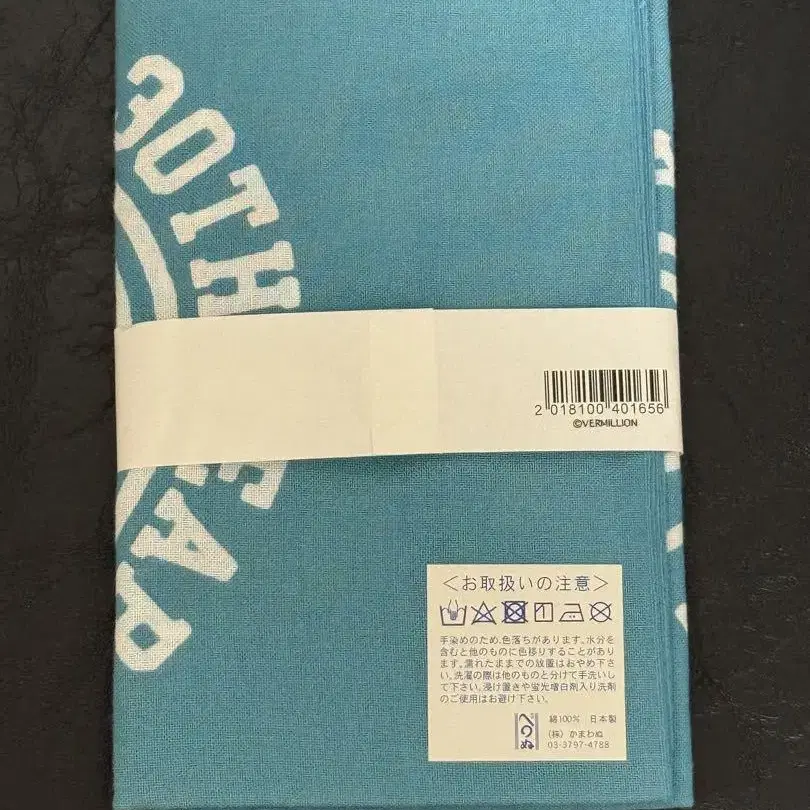 30TH
YEAR
2 018100 401656
©VERMILLION
＜お取扱いの注意＞
手染めのため、色落ちがあります。水分を
含むと他のものに色移りすることがあり
ます。濡れたままでの放置はおやめ下さ
い。洗濯の際は他のものと分けて手洗いし
て下さい。浸け置きや蛍光増白剤入り洗剤
のご使用はお避け下さい。
綿100%　日本製
(株) かまわぬ
03-3797-4788